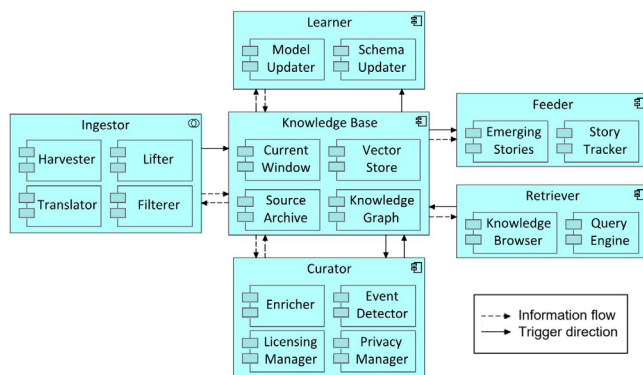 Learner
Model
Updater
Schema
Updater
Ingestor
Harvester
Lifter
Translator
Filterer
Knowledge Base
Current
Window
Vector
Store
Source
Archive
Knowledge
Graph
Feeder
Emerging
Stories
Story
Tracker
Retriever
Knowledge
Browser
Query
Engine
Curator
Enricher
Event
Detector
Licensing
Manager
Privacy
Manager
Information flow
Trigger direction